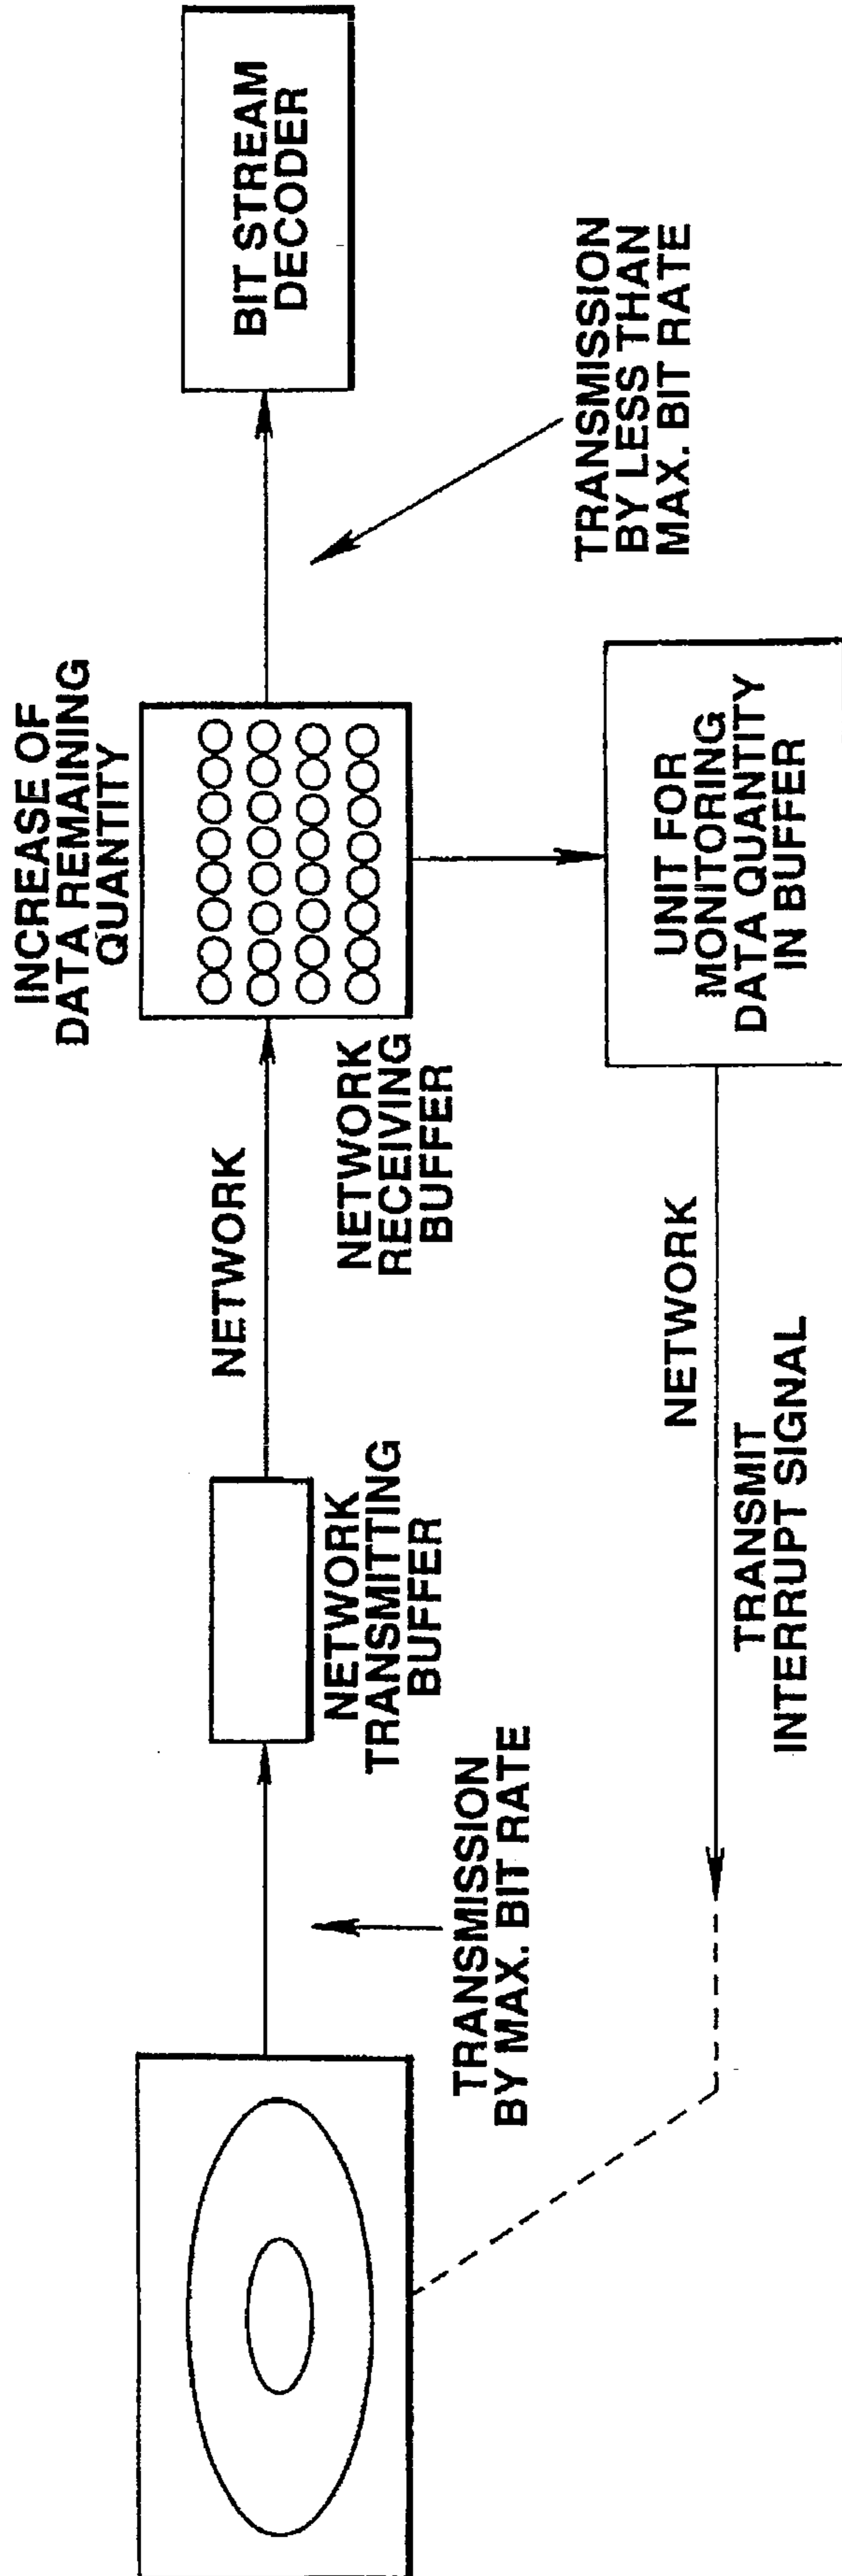 INCREASE OF
DATA REMAINING
QUANTITY
BIT STREAM
DECODER
NETWORK
NETWORK
TRANSMITTING
BUFFER
NETWORK
RECEIVING
BUFFER
TRANSMISSION
BY MAX. BIT RATE
TRANSMISSION
BY LESS THAN
MAX. BIT RATE
UNIT FOR
MONITORING
DATA QUANTITY
IN BUFFER
NETWORK
TRANSMIT
INTERRUPT SIGNAL